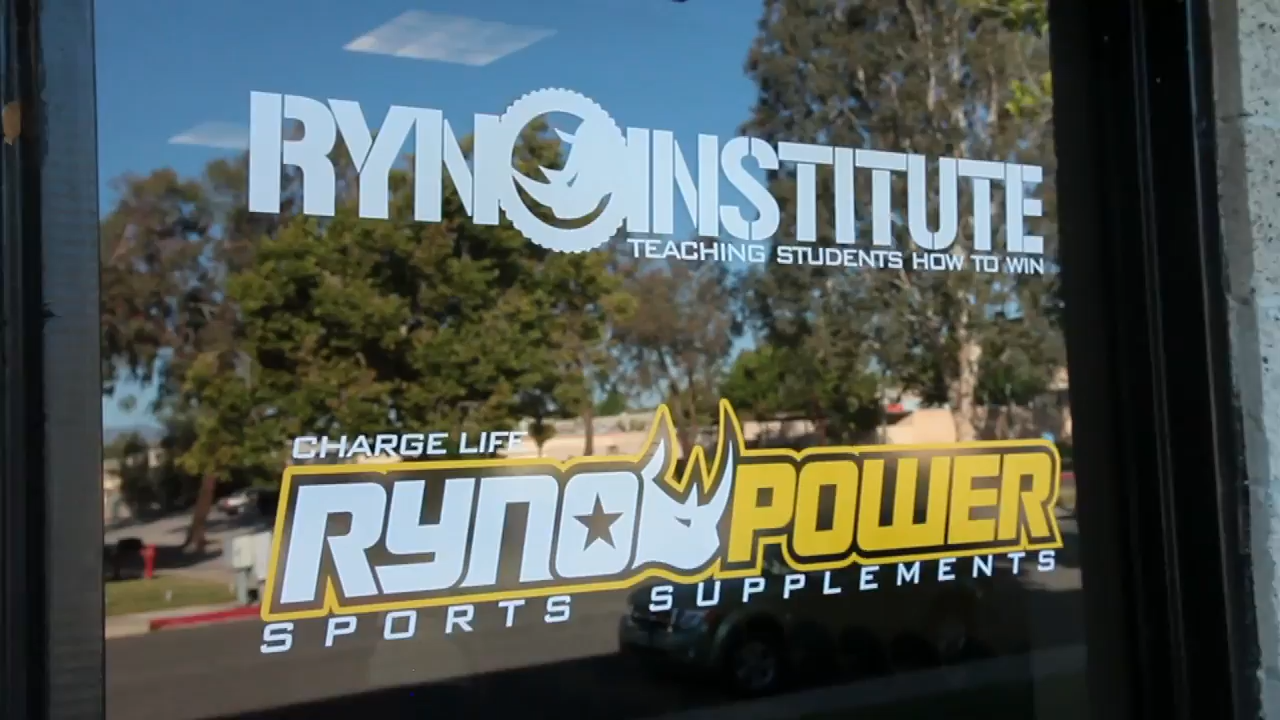 RYNO INSTITUTE
TEACHING STUDENTS HOW TO WIN
CHARGE LIFE
RYNO POWER
SPORTS SUPPLEMENTS